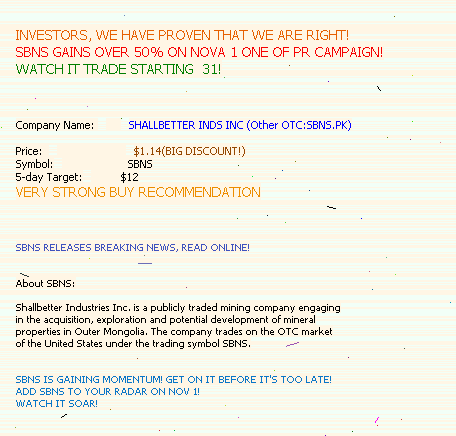 INVESTORS, WE HAVE PROVEN THAT WE ARE RIGHT!
SBNS GAINS OVER 50% ON NOVA 1 ONE OF PR CAMPAIGN!
WATCH IT TRADE STARTING 31!
Company Name: SHALLBETTER INDS INC (Other OTC:SBNS.PK)
Price: $1.14(BIG DISCOUNT!)
Symbol: SBNS
5-day Target: $12
VERY STRONG BUY RECOMMENDATION
SBNS RELEASES BREAKING NEWS, READ ONLINE!
About SBNS:
Shallbetter Industries Inc. is a publicly traded mining company engaging
in the acquisition, exploration and potential development of mineral
properties in Outer Mongolia. The company trades on the OTC market
of the United States under the trading symbol SBNS.
SBNS IS GAINING MOMENTUM! GET ON IT BEFORE IT'S TOO LATE!
ADD SBNS TO YOUR RADAR ON NOV 1!
WATCH IT SOAR!